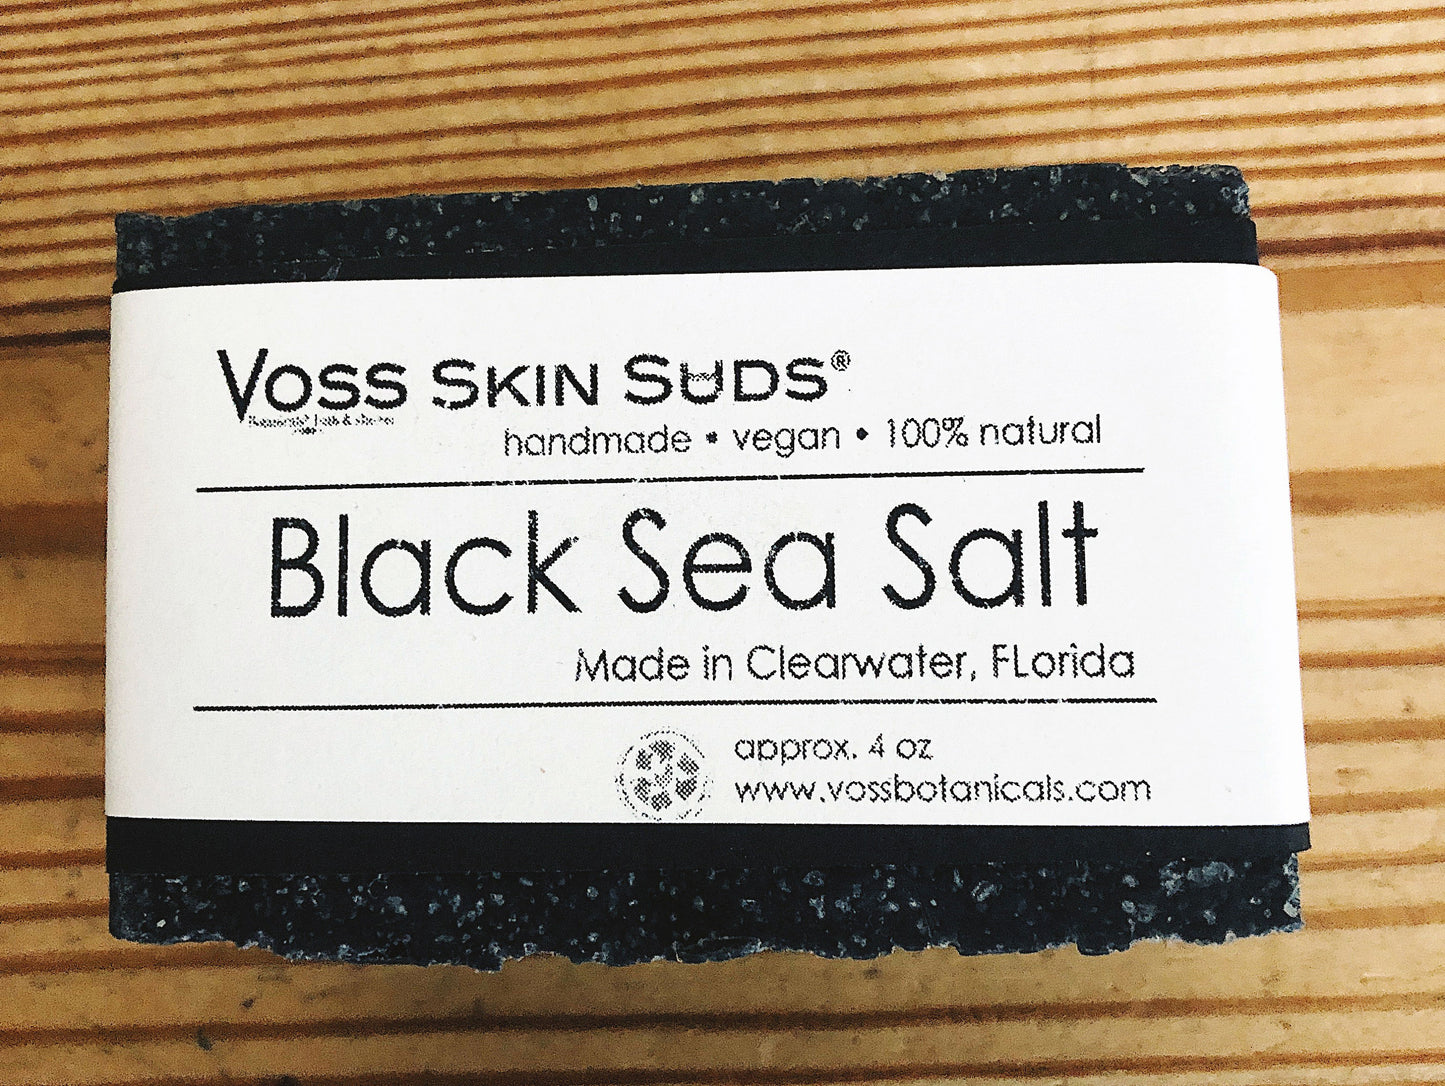 VOSS SKIN SUDS®
handmade • vegan • 100% natural
Black Sea Salt
Made in Clearwater, FLorida
approx. 4 oz
www.vossbotanicals.com